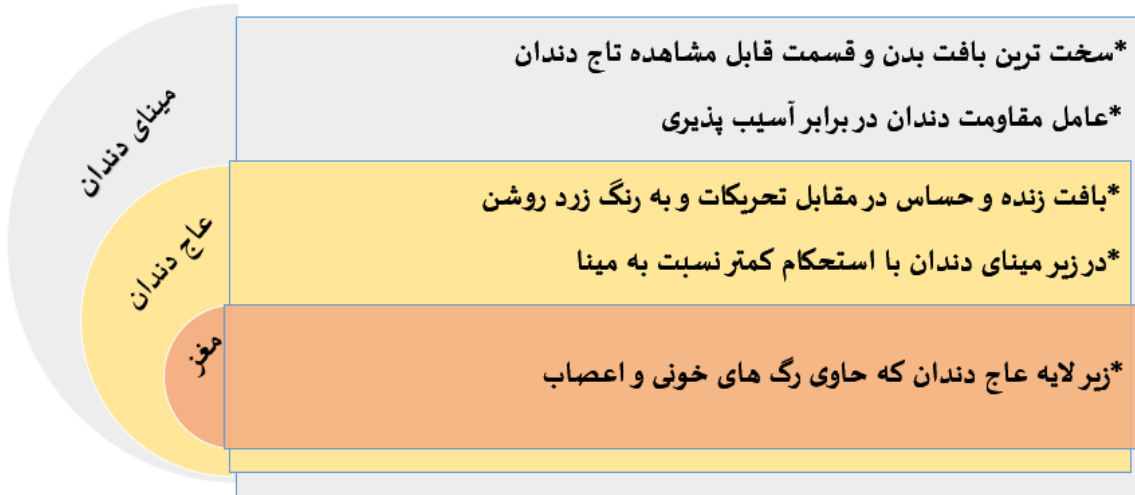 مینای دندان
*سخت ترین بافت بدن و قسمت قابل مشاهده تاج دندان
*عامل مقاومت دندان در برابر آسیب پذیری
عاج دندان
*بافت زنده و حساس در مقابل تحریکات و به رنگ زرد روشن
*در زیر مینای دندان با استحکام کمتر نسبت به مینا
مغز
*زیر لایه عاج دندان که حاوی رگ های خونی و اعصاب